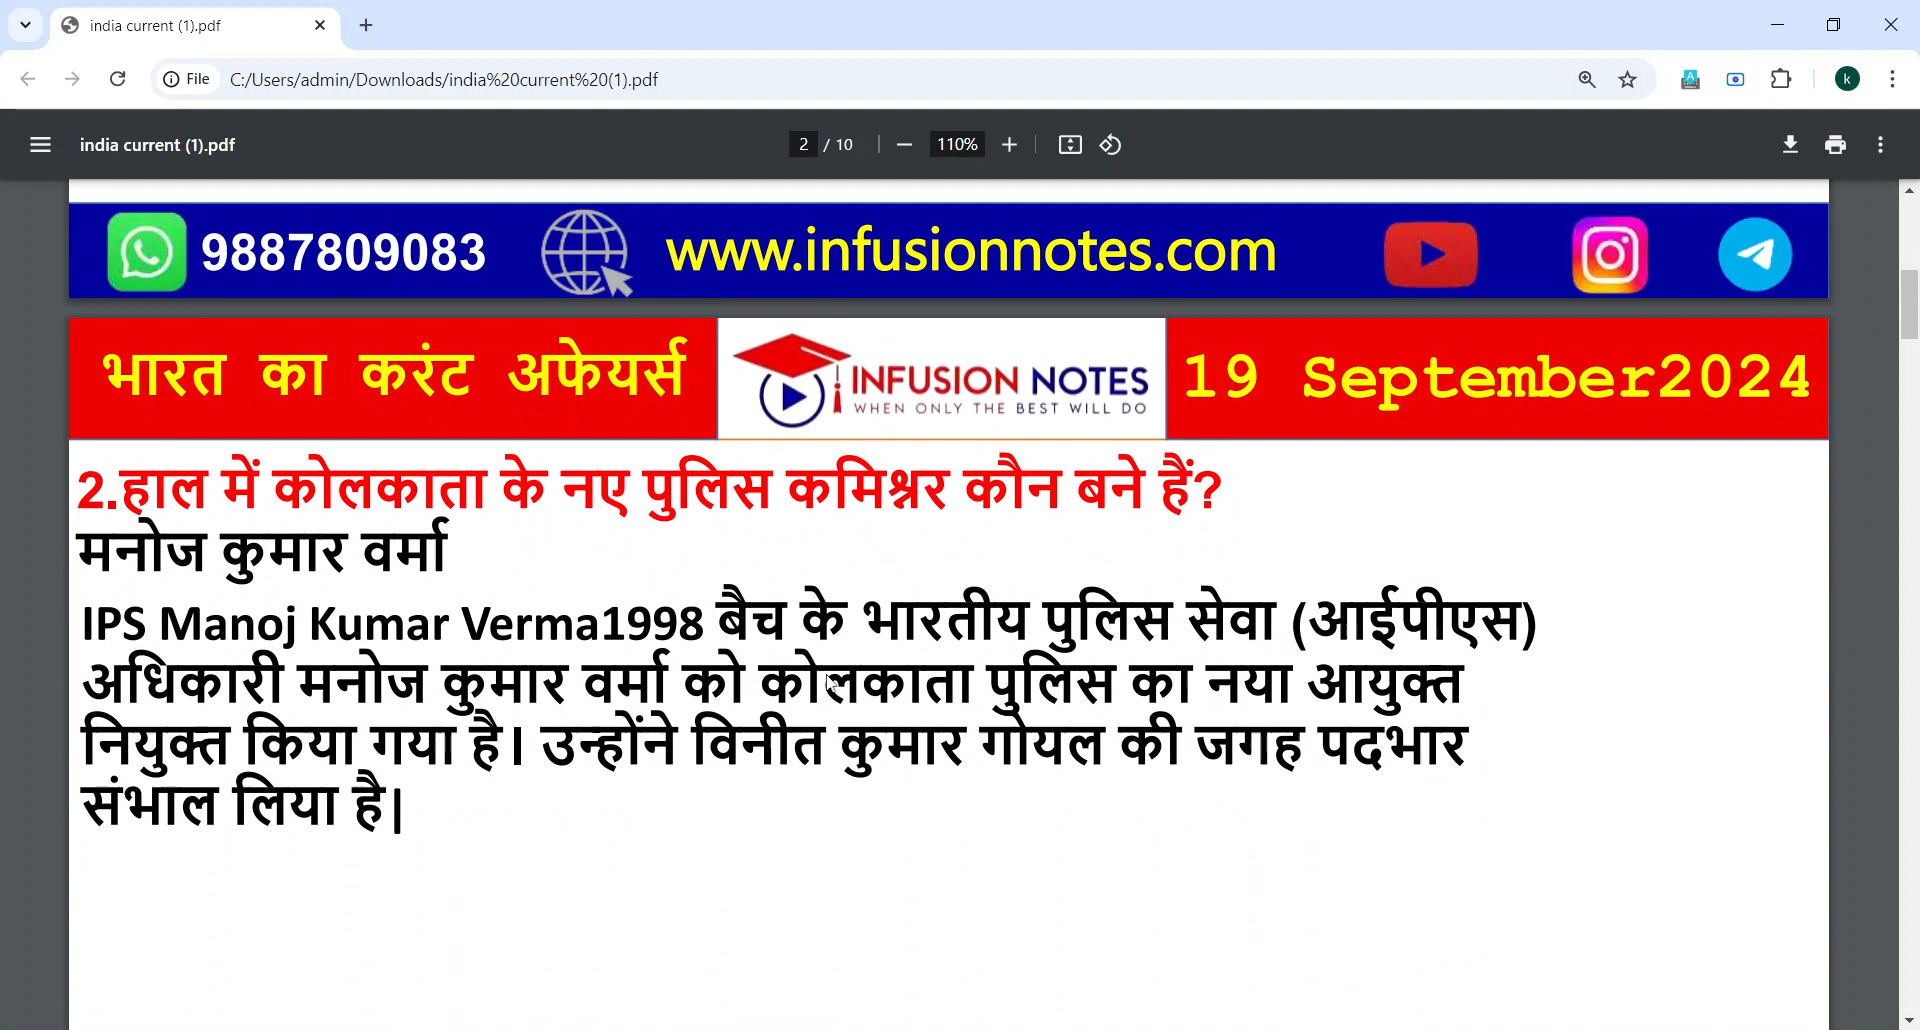 india current (1).pdf
File C:/Users/admin/Downloads/india%20current%20(1).pdf
k
india current (1).pdf 2 / 10 110%
9887809083 www.infusionnotes.com
भारत का करंट अफेयर्स INFUSION NOTES 19 September2024
WHEN ONLY THE BEST WILL DO
2.हाल में कोलकाता के नए पुलिस कमिश्नर कौन बने हैं?
मनोज कुमार वर्मा
IPS Manoj Kumar Verma1998 बैच के भारतीय पुलिस सेवा (आईपीएस)
अधिकारी मनोज कुमार वर्मा को कोलकाता पुलिस का नया आयुक्त
नियुक्त किया गया है। उन्होंने विनीत कुमार गोयल की जगह पदभार
संभाल लिया है|